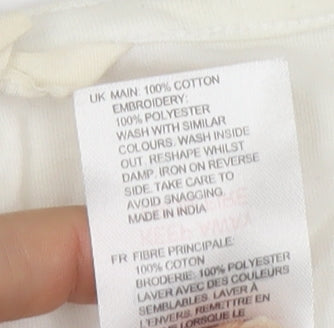 UK MAIN: 100% COTTON
EMBROIDERY:
100% POLYESTER
WASH WITH SIMILAR
COLOURS. WASH INSIDE
OUT. RESHAPE WHILST
DAMP, IRON ON REVERSE
SIDE. TAKE CARE TO
AVOID SNAGGING.
MADE IN INDIA
FR FIBRE PRINCIPALE:
100% COTON
BRODERIE: 100% POLYESTER
LAVER AVEC DES COULEURS
SEMBLABLES. LAVER À
L'ENVERS. REMETTRE EN
LORSQUE LE